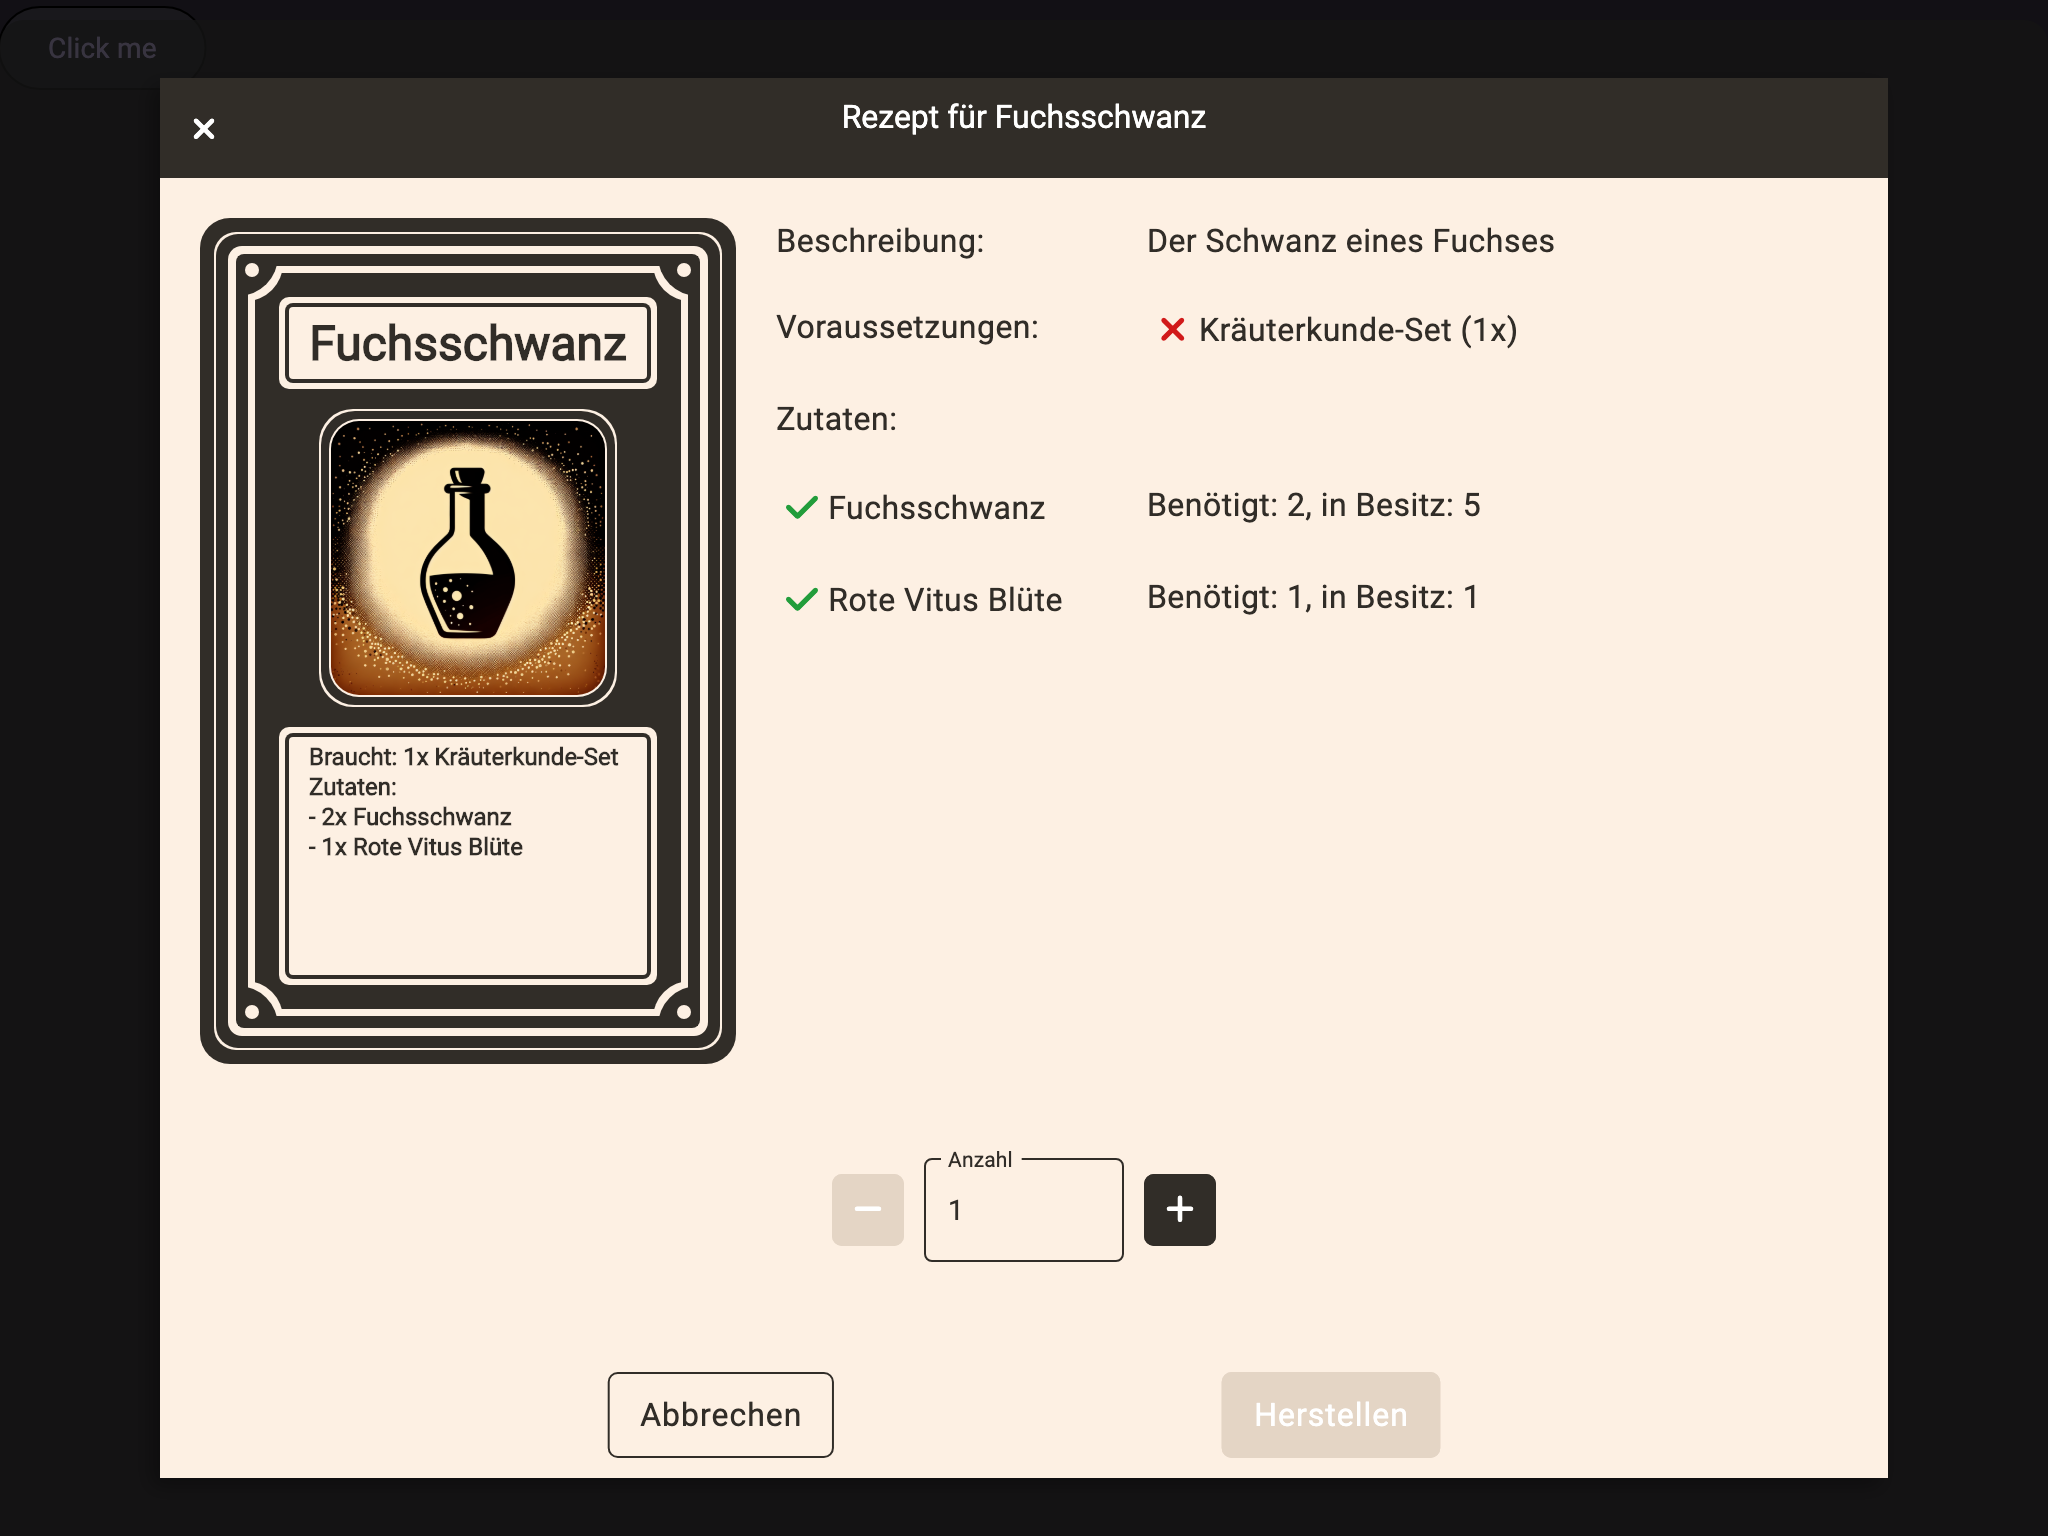 Click me
Rezept für Fuchsschwanz
Fuchsschwanz
Braucht: 1x Kräuterkunde-Set
Zutaten:
- 2x Fuchsschwanz
- 1x Rote Vitus Blüte
Beschreibung: Der Schwanz eines Fuchses
Voraussetzungen: Kräuterkunde-Set (1x)
Zutaten:
Fuchsschwanz Benötigt: 2, in Besitz: 5
Rote Vitus Blüte Benötigt: 1, in Besitz: 1
Anzahl
1
Abbrechen Herstellen